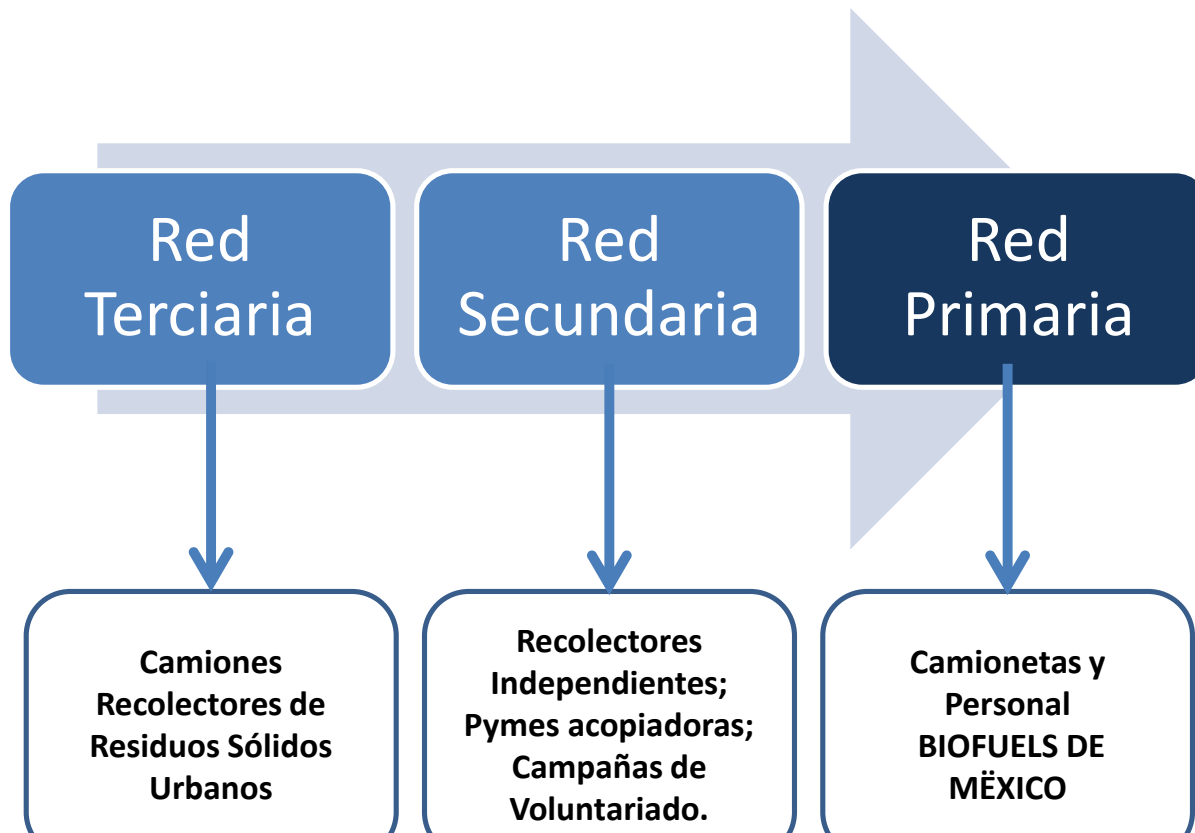 Red
Terciaria
Red
Secundaria
Red
Primaria
Camiones
Recolectores de
Residuos Sólidos
Urbanos
Recolectores
Independientes;
Pymes acopiadoras;
Campañas de
Voluntariado.
Camionetas y
Personal
BIOFUELS DE
MËXICO